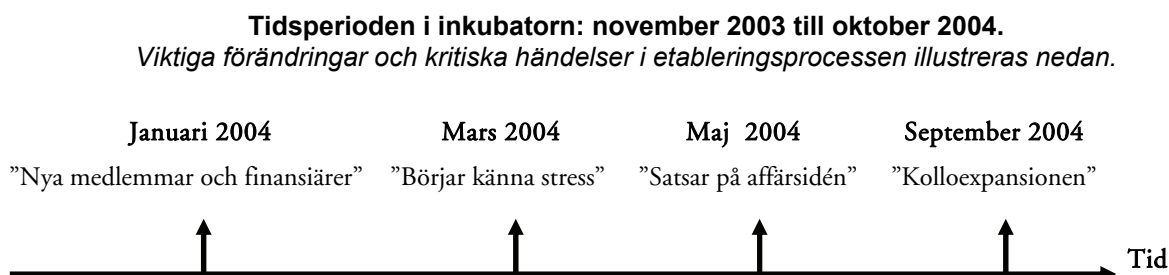 Tidsperioden i inkubatorn: november 2003 till oktober 2004.
Viktiga förändringar och kritiska händelser i etableringsprocessen illustreras nedan.
Januari 2004 Mars 2004 Maj 2004 September 2004
”Nya medlemmar och finansiärer” ”Börjar känna stress” ”Satsar på affärsidén” ”Kolloexpansionen”
Tid